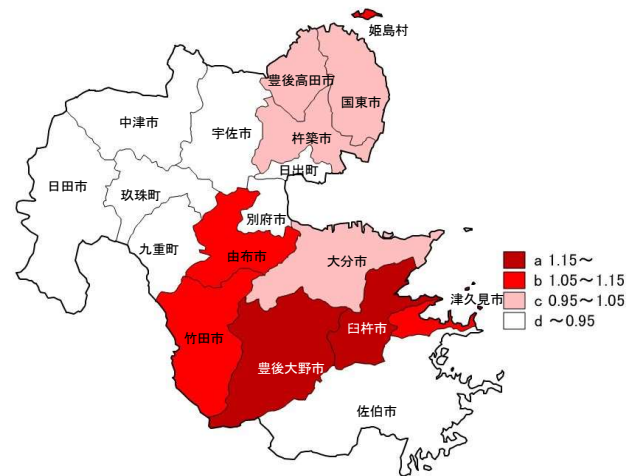 姫島村
豊後高田市
国東市
中津市
宇佐市
杵築市
日出町
日田市
玖珠町
別府市
九重町
由布市
大分市
a 1.15～
b 1.05～1.15
津久見市
c 0.95～1.05
d ～0.95
臼杵市
竹田市
豊後大野市
佐伯市